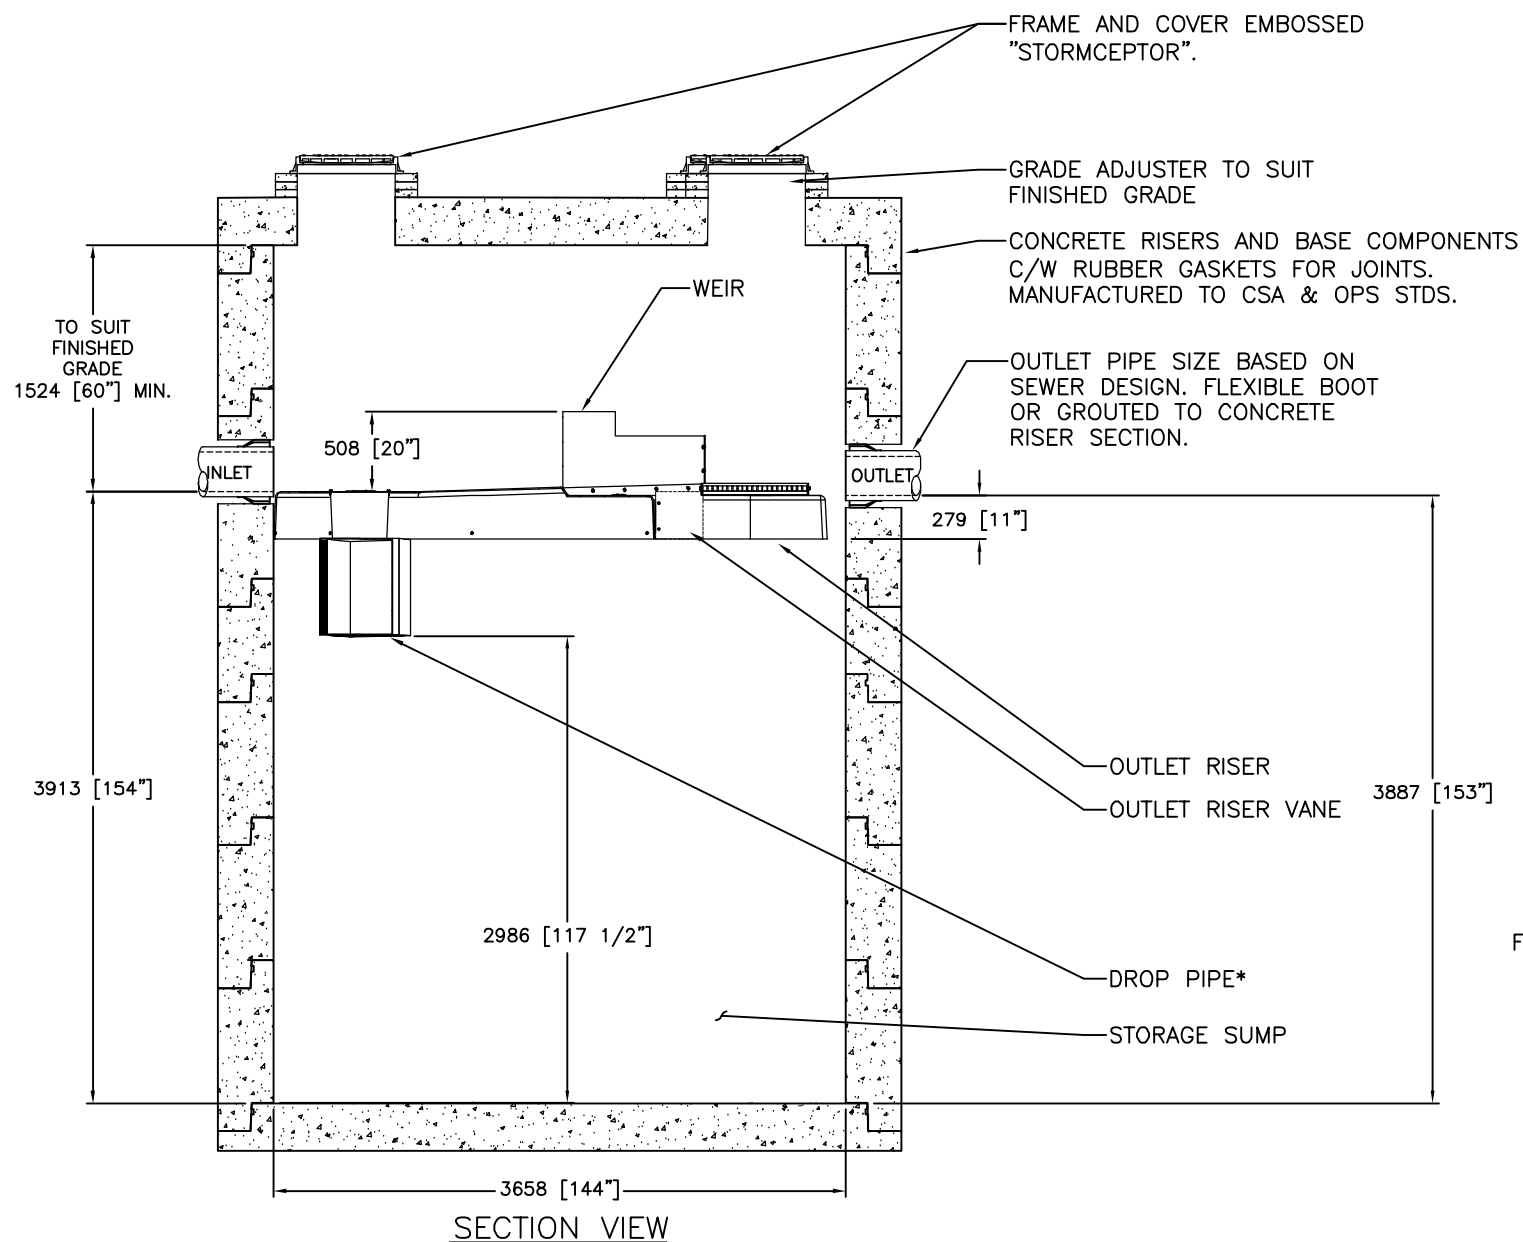 FRAME AND COVER EMBOSSED
"STORMCEPTOR".
GRADE ADJUSTER TO SUIT
FINISHED GRADE
CONCRETE RISERS AND BASE COMPONENTS
C/W RUBBER GASKETS FOR JOINTS.
MANUFACTURED TO CSA & OPS STDS.
WEIR
TO SUIT
FINISHED
GRADE
1524 [60"] MIN.
OUTLET PIPE SIZE BASED ON
SEWER DESIGN. FLEXIBLE BOOT
OR GROUTED TO CONCRETE
RISER SECTION.
508 [20"]
INLET
OUTLET
279 [11"]
OUTLET RISER
3913 [154"]
3887 [153"]
OUTLET RISER VANE
2986 [117 1/2"]
F
DROP PIPE*
STORAGE SUMP
3658 [144"]
SECTION VIEW